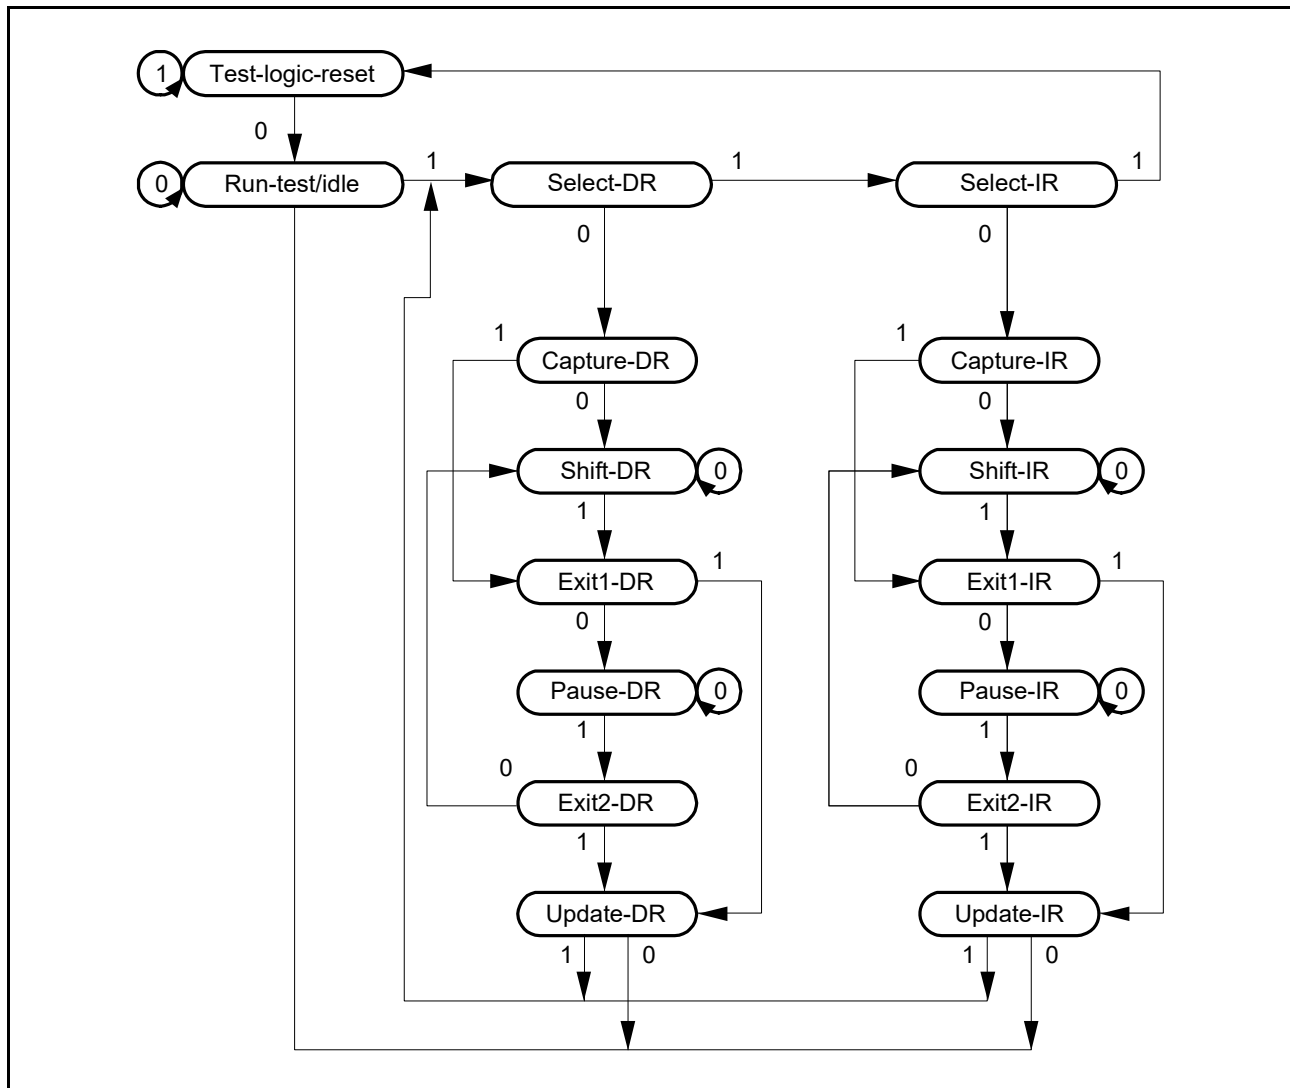 1 Test-logic-reset
0
0 Run-test/idle 1 Select-DR 1 Select-IR 1
0 0
1 1
Capture-DR Capture-IR
0 0
Shift-DR 0 Shift-IR 0
1 1
Exit1-DR 1 Exit1-IR 1
0 0
Pause-DR 0 Pause-IR 0
1 1
0 0
Exit2-DR Exit2-IR
1 1
Update-DR Update-IR
1 0 1 0